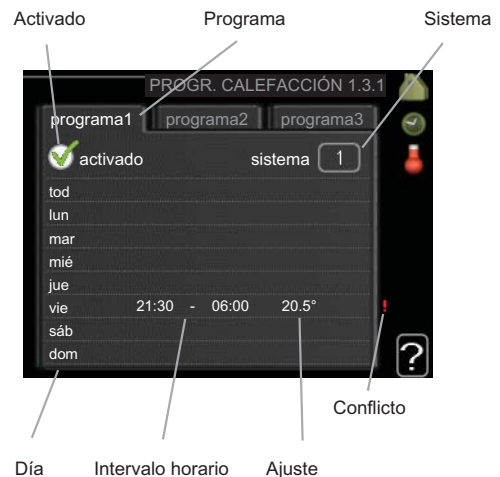 Activado Programa Sistema
PROGR. CALEFACCIÓN 1.3.1
programa1 programa2 programa3
activado sistema 1
tod
lun
mar
mié
jue
vie 21:30 - 06:00 20.5° !
sáb
dom
?
Conflicto
Día Intervalo horario Ajuste